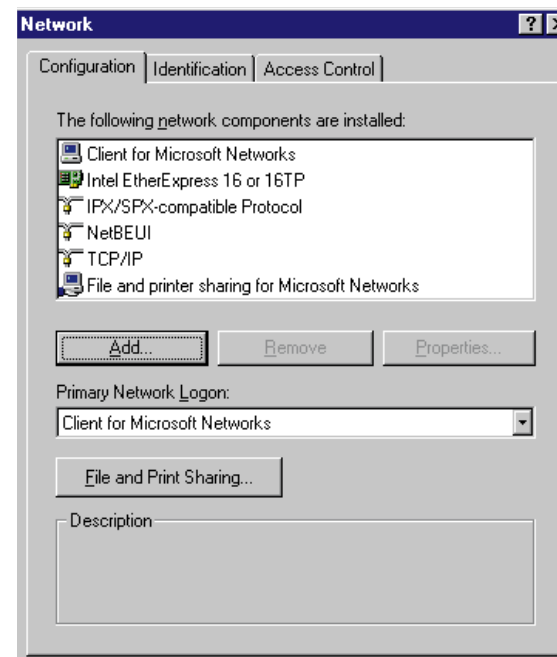 Network
Configuration Identification Access Control
The following network components are installed:
Client for Microsoft Networks
Intel EtherExpress 16 or 16TP
IPX/SPX-compatible Protocol
NetBEUI
TCP/IP
File and printer sharing for Microsoft Networks
Add... Remove Properties...
Primary Network Logon:
Client for Microsoft Networks
File and Print Sharing...
Description